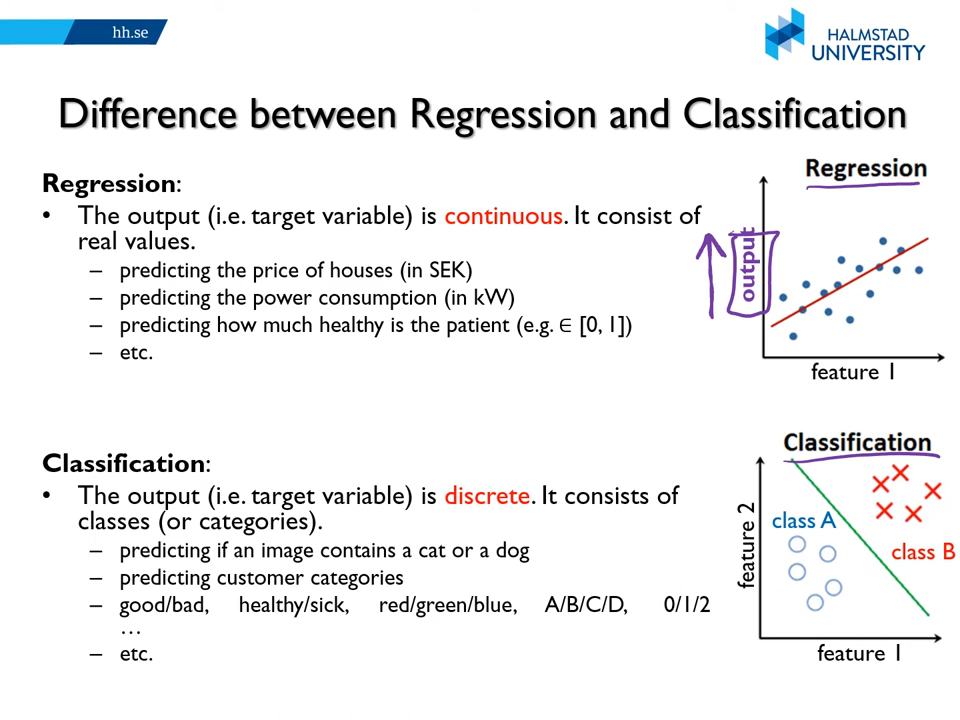 hh.se
HALMSTAD
UNIVERSITY
Difference between Regression and Classification
Regression:
• The output (i.e. target variable) is continuous. It consist of
real values.
– predicting the price of houses (in SEK)
– predicting the power consumption (in kW)
– predicting how much healthy is the patient (e.g. ∈ [0, 1])
– etc.
Regression
output
feature 1
Classification:
• The output (i.e. target variable) is discrete. It consists of
classes (or categories).
– predicting if an image contains a cat or a dog
– predicting customer categories
– good/bad, healthy/sick, red/green/blue, A/B/C/D, 0/1/2
…
– etc.
Classification
feature 2
class A
class B
feature 1